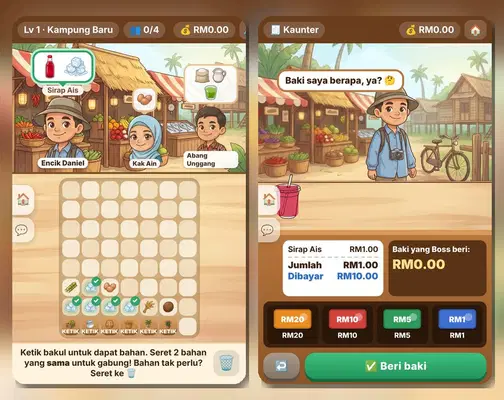 Lv 1 · Kampung Baru
0/4
RM0.00
Sirap Ais
Encik Daniel
Kak Ain
Abang
Unggang
KETIK KETIK KETIK KETIK KETIK KETIK
Ketik bakul untuk dapat bahan. Seret 2 bahan
yang sama untuk gabung! Bahan tak perlu?
Seret ke
Kaunter
RM0.00
Baki saya berapa, ya?
Sirap Ais RM1.00
Jumlah RM1.00
Dibayar RM10.00
Baki yang Boss beri:
RM0.00
RM20 RM10 RM5 RM1
RM20 RM10 RM5 RM1
Beri baki